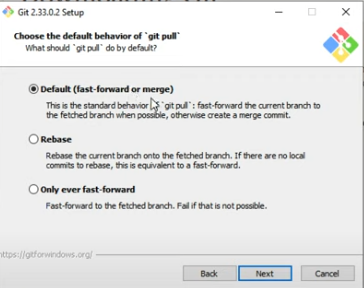 Git 2.33.0.2 Setup
Choose the default behavior of `git pull`
What should `git pull` do by default?
Default (fast-forward or merge)
This is the standard behavior of `git pull`: fast-forward the current branch to
the fetched branch when possible, otherwise create a merge commit.
Rebase
Rebase the current branch onto the fetched branch. If there are no local
commits to rebase, this is equivalent to a fast-forward.
Only ever fast-forward
Fast-forward to the fetched branch. Fail if that is not possible.
https://gitforwindows.org/
Back
Next
Cancel